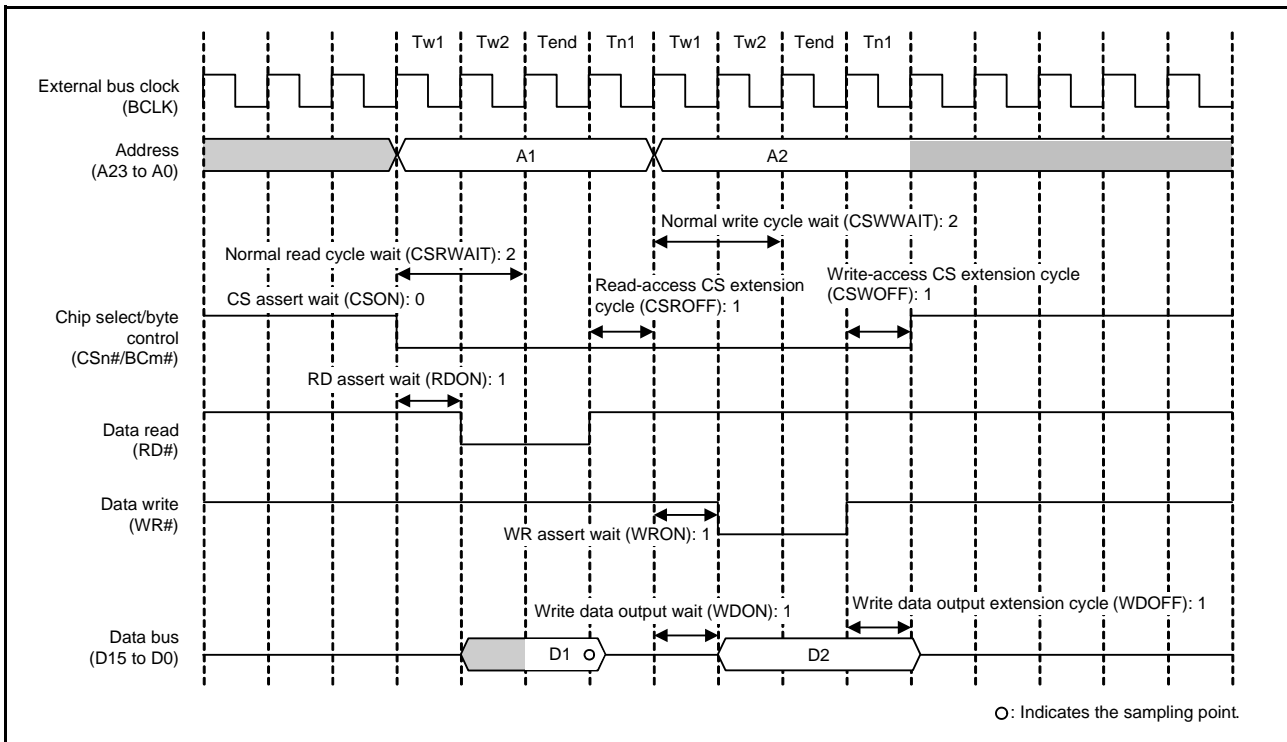 Tw1 Tw2 Tend Tn1 Tw1 Tw2 Tend Tn1
External bus clock
(BCLK)
Address
(A23 to A0)
A1
A2
Normal write cycle wait (CSWWAIT): 2
Normal read cycle wait (CSRWAIT): 2
Read-access CS extension
cycle (CSROFF): 1
Write-access CS extension cycle
(CSWOFF): 1
CS assert wait (CSON): 0
Chip select/byte
control
(CSn#/BCm#)
RD assert wait (RDON): 1
Data read
(RD#)
Data write
(WR#)
WR assert wait (WRON): 1
Write data output wait (WDON): 1
Write data output extension cycle (WDOFF): 1
Data bus
(D15 to D0)
D1
D2
: Indicates the sampling point.